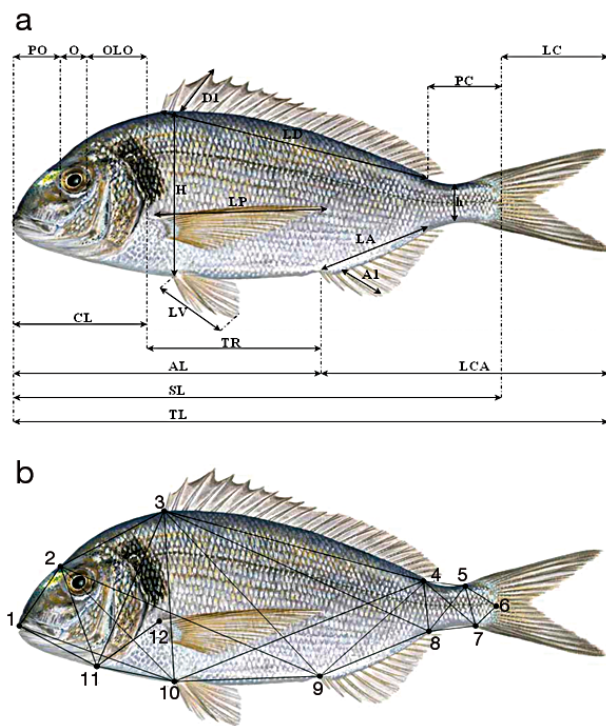 a
PO O OLO LC
PC
D1
LD
H h
LP
LA
A1
LV
CL
TR
AL LCA
SL
TL
b
3
2 4 5
1 12 6
8 7
11 10 9